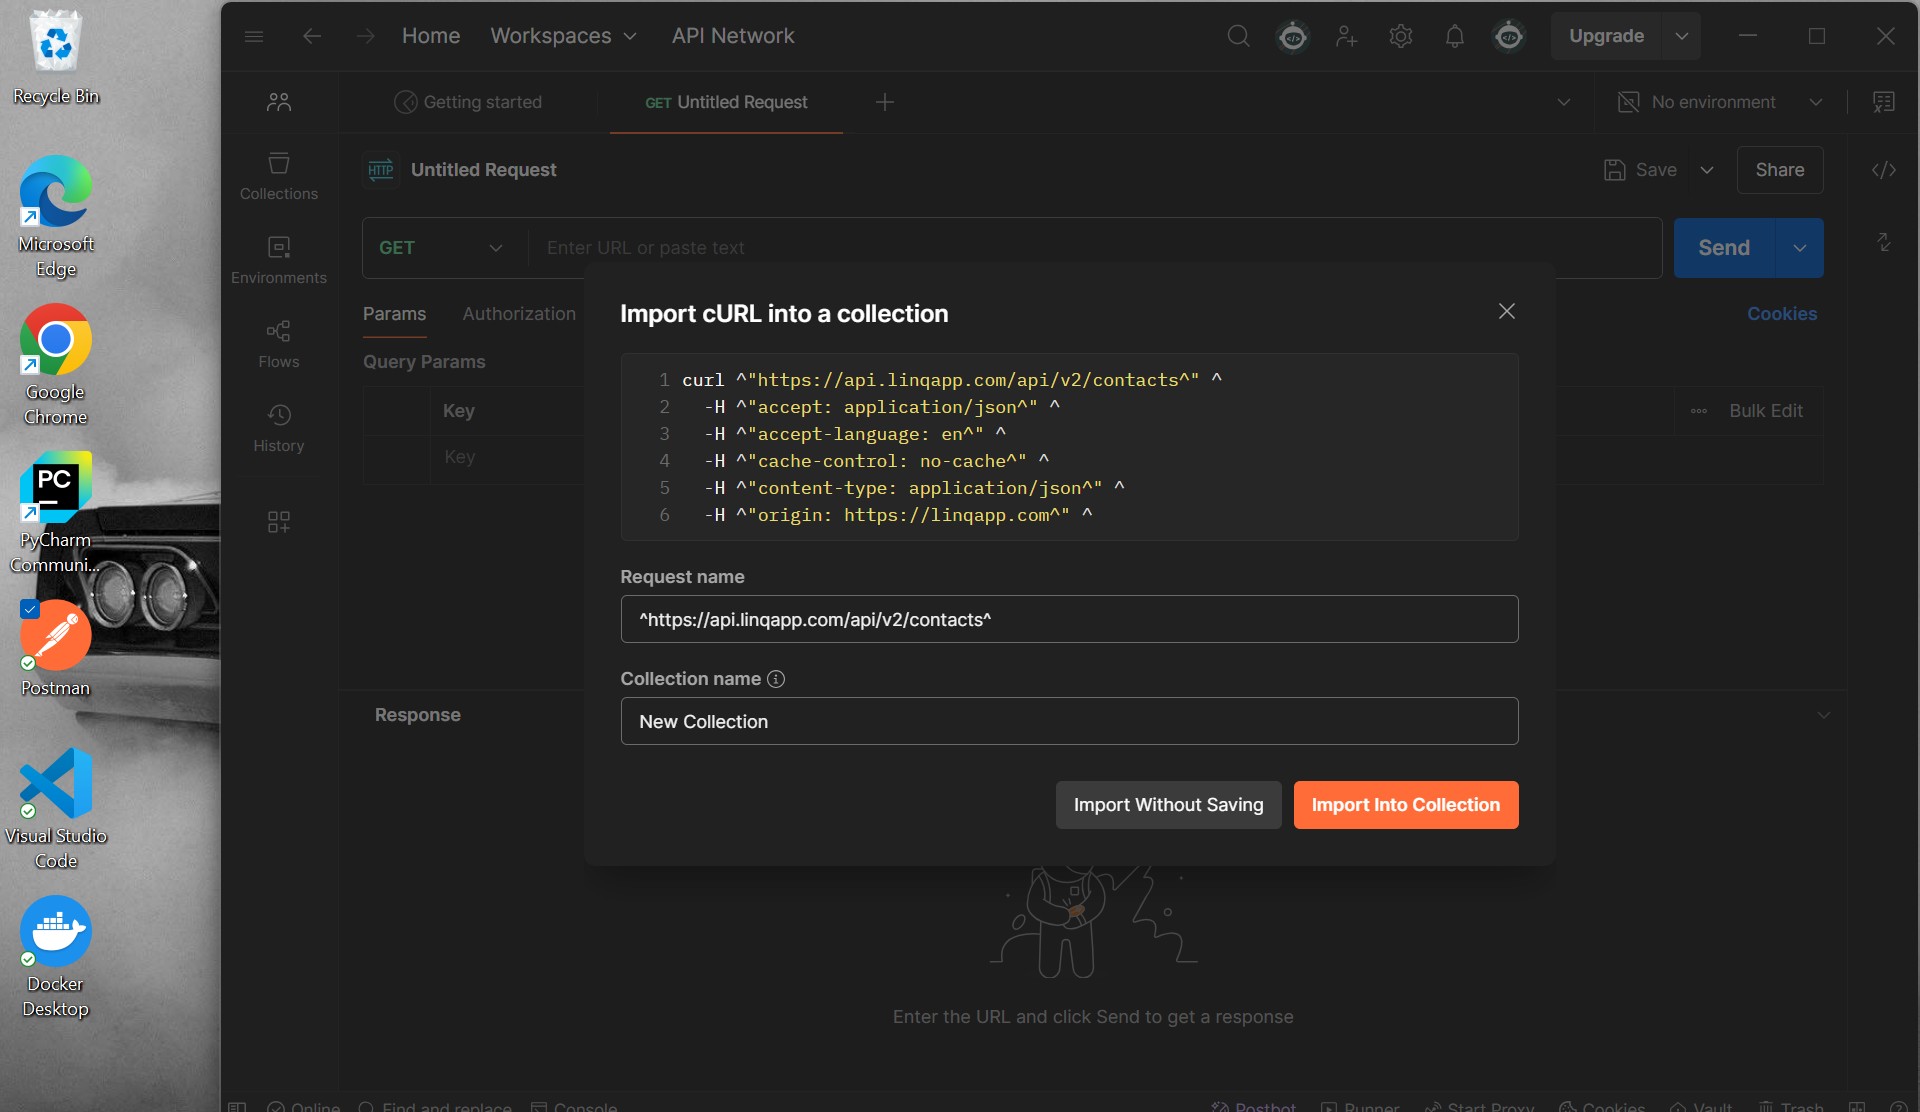 Recycle Bin
Microsoft
Edge
Google
Chrome
PC
PyCharm
Communi...
Postman
Visual Studio
Code
Docker
Desktop
Home
Workspaces
API Network
Upgrade
Getting started
GET Untitled Request
No environment
Collections
Environments
Flows
History
HTTP
Untitled Request
Save
Share
GET
Enter URL or paste text
Send
Params
Authorization
Cookies
Query Params
Key
Bulk Edit
Key
Import cURL into a collection
1 curl ^"https://api.linqapp.com/api/v2/contacts^" ^
2 -H ^"accept: application/json^" ^
3 -H ^"accept-language: en^" ^
4 -H ^"cache-control: no-cache^" ^
5 -H ^"content-type: application/json^" ^
6 -H ^"origin: https://linqapp.com^" ^
Request name
^https://api.linqapp.com/api/v2/contacts^
Collection name
New Collection
Import Without Saving
Import Into Collection
Response
Enter the URL and click Send to get a response
Online
Find and replace
Console
Postbot
Runner
Start Proxy
Cookies
Vault
Trash